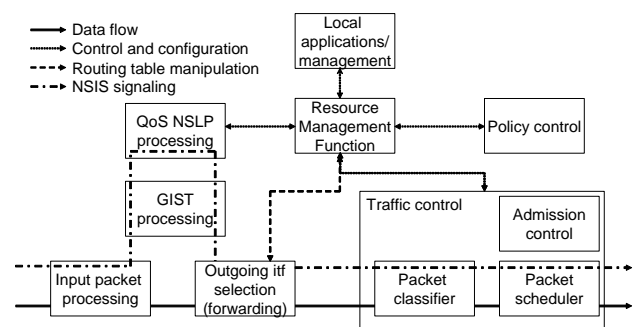 Data flow
Control and configuration
Routing table manipulation
NSIS signaling
Local
applications/
management
QoS NSLP
processing
Resource
Management
Function
Policy control
GIST
processing
Traffic control
Admission
control
Input packet
processing
Outgoing itf
selection
(forwarding)
Packet
classifier
Packet
scheduler